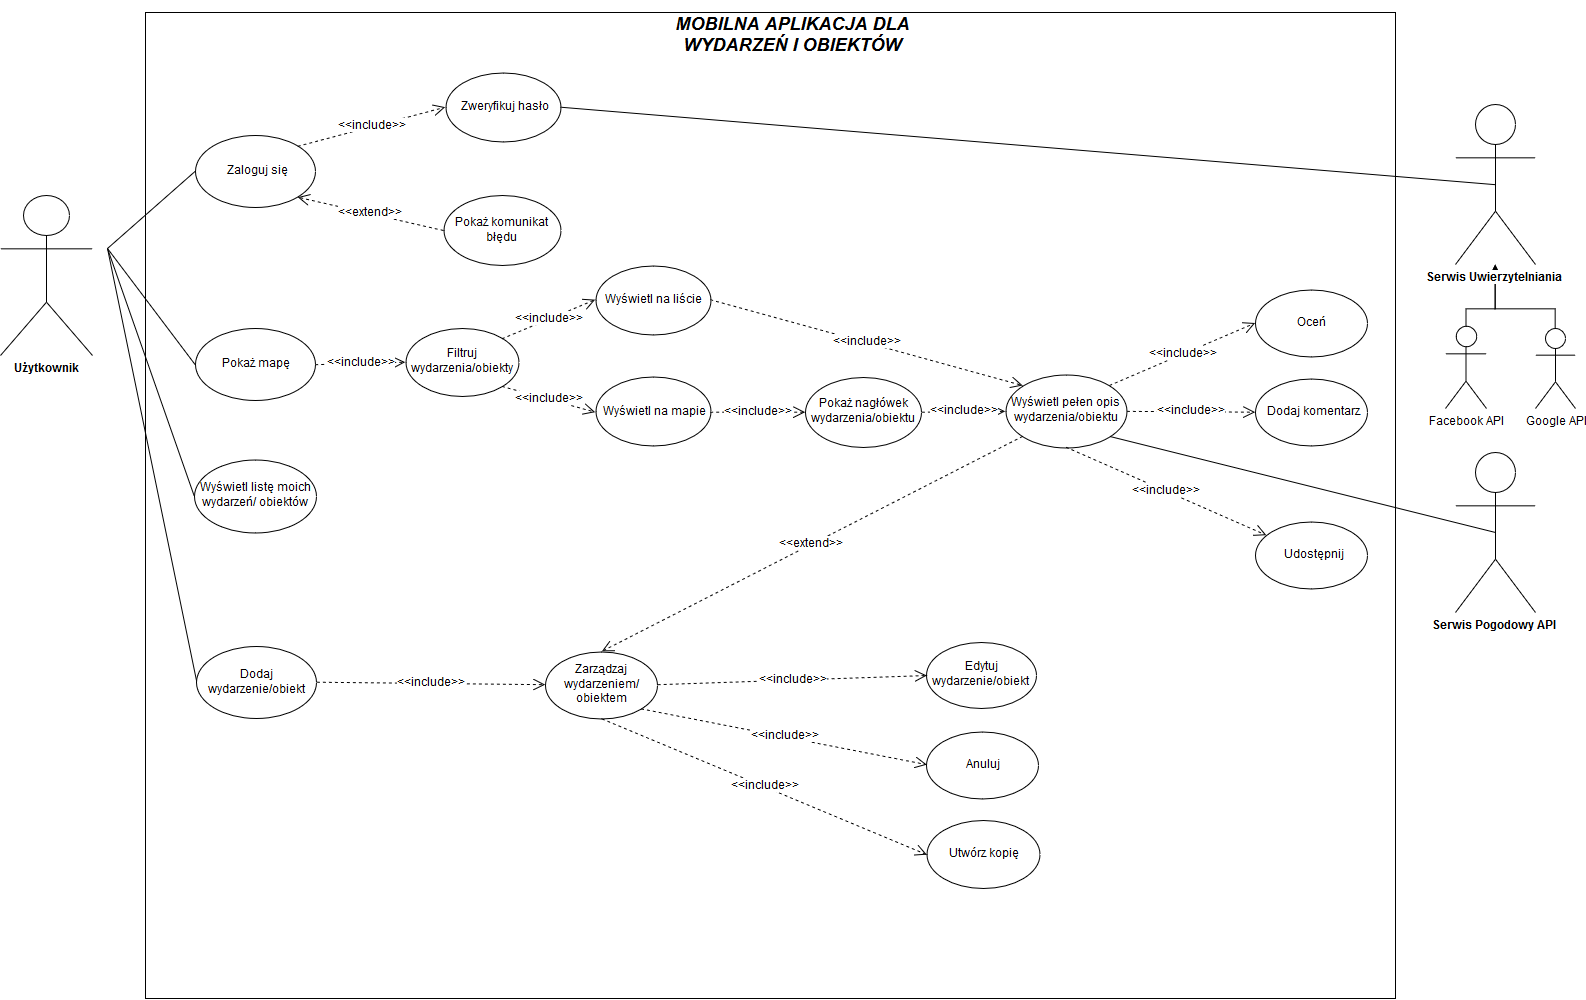 MOBILNA APLIKACJA DLA
WYDARZEŃ I OBIEKTÓW
Zweryfikuj hasło
<<include>>
Zaloguj się
<<extend>>
Pokaż komunikat
błędu
Użytkownik
Serwis Uwierzytelniania
Facebook API
Google API
Wyświetl na liście
<<include>>
<<include>>
Oceń
Pokaż mapę
<<include>>
Filtruj
wydarzenia/obiekty
<<include>>
<<include>>
Wyświetl na mapie
<<include>>
Pokaż nagłówek
wydarzenia/obiektu
<<include>>
Wyświetl pełen opis
wydarzenia/obiektu
<<include>>
Dodaj komentarz
<<include>>
Udostępnij
Wyświetl listę moich
wydarzeń/ obiektów
<<extend>>
Serwis Pogodowy API
Dodaj
wydarzenie/obiekt
<<include>>
Zarządzaj
wydarzeniem/
obiektem
<<include>>
Edytuj
wydarzenie/obiekt
<<include>>
Anuluj
<<include>>
Utwórz kopię